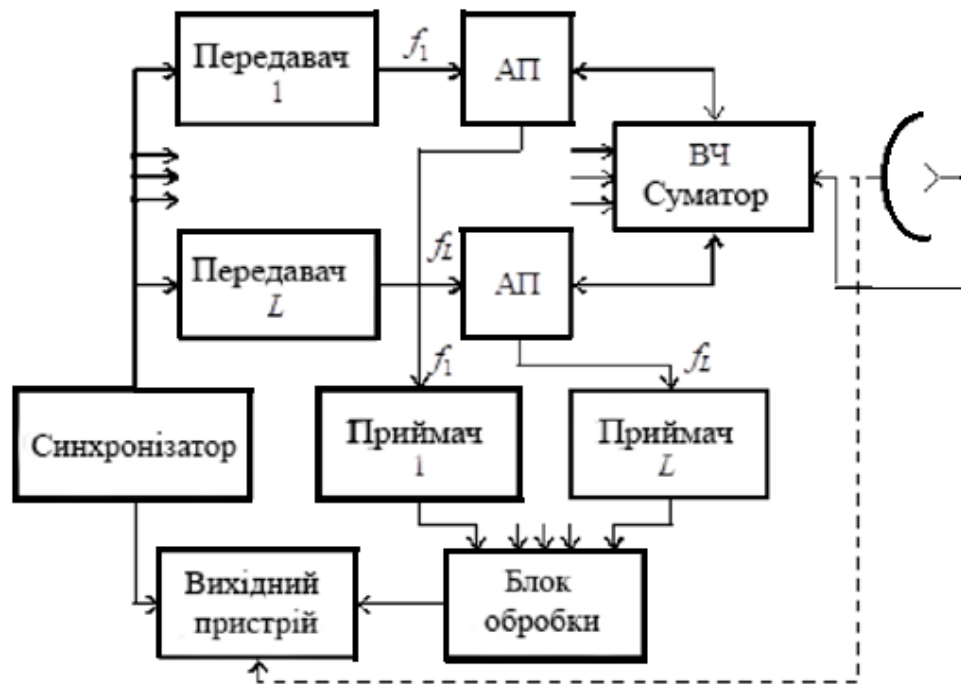 Передавач
1
f1
АП
ВЧ
Суматор
Передавач
L
fL
АП
f1
fL
Синхронізатор
Приймач
1
Приймач
L
Вихідний
пристрій
Блок
обробки